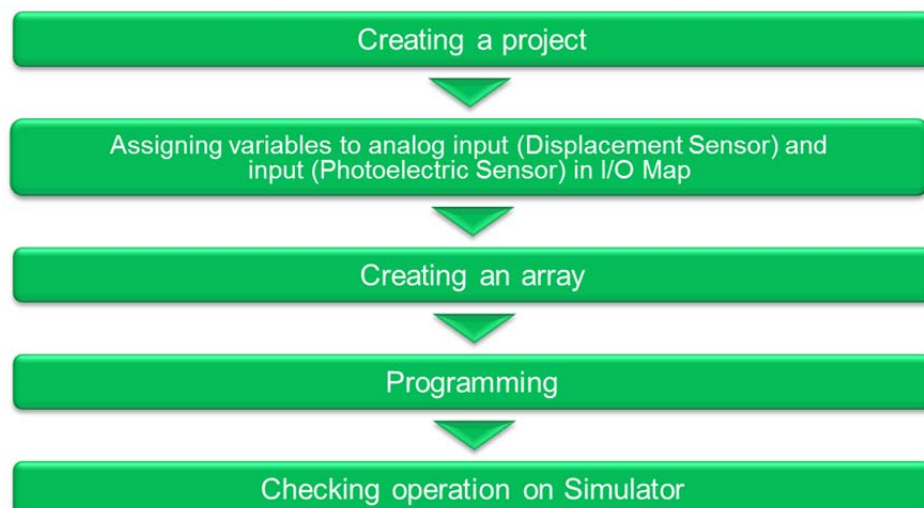 Creating a project
Assigning variables to analog input (Displacement Sensor) and
input (Photoelectric Sensor) in I/O Map
Creating an array
Programming
Checking operation on Simulator